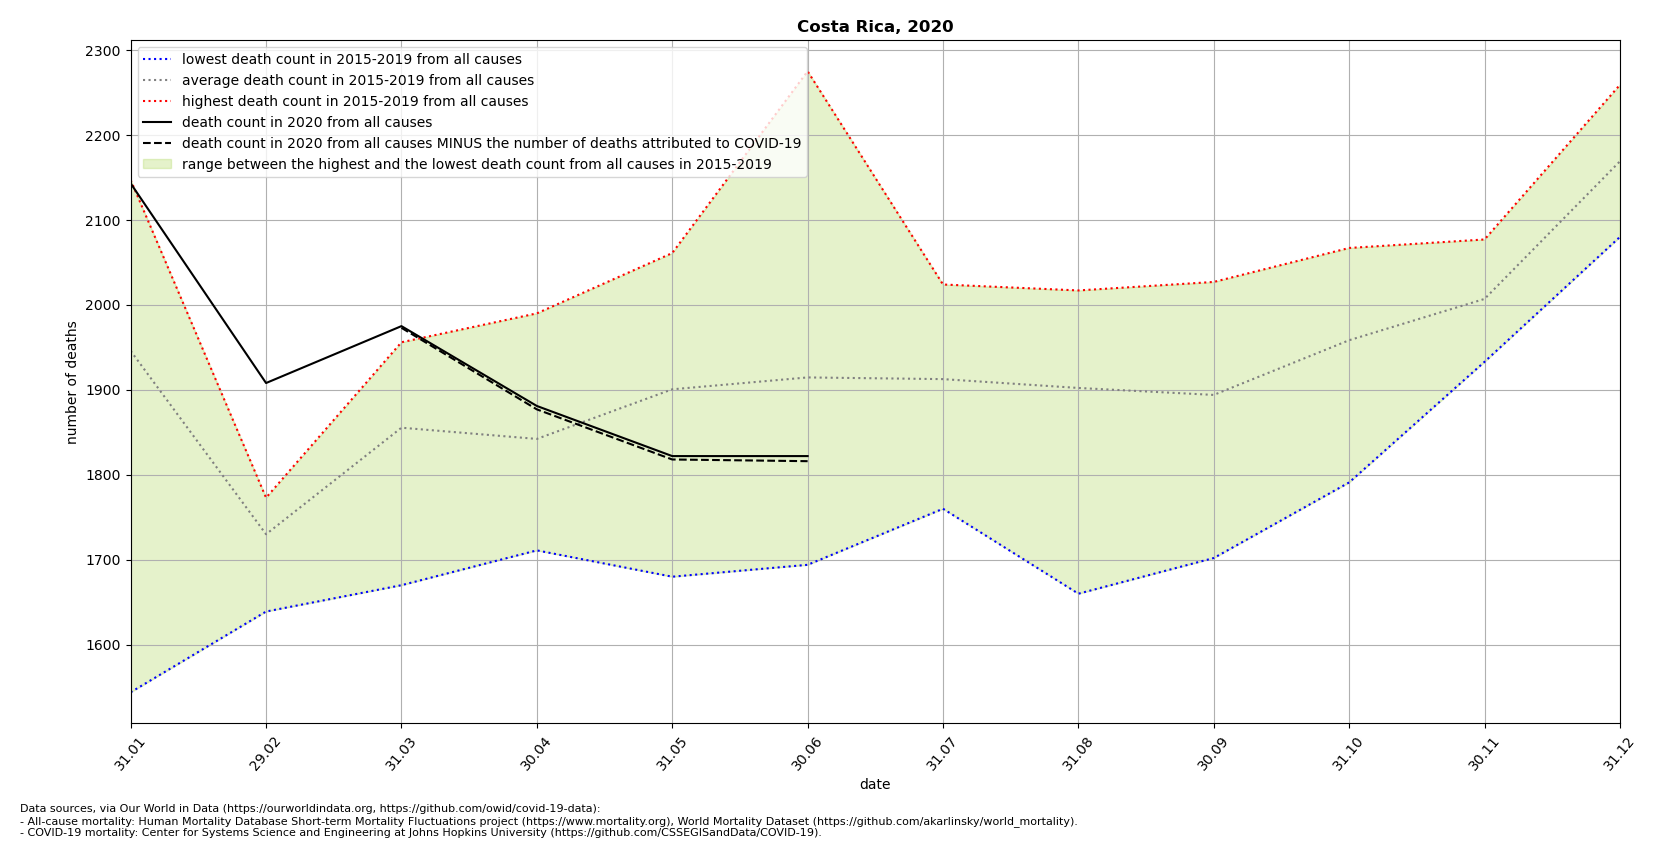 Costa Rica, 2020
2300
2200
2100
2000
1900
1800
1700
1600
number of deaths
lowest death count in 2015-2019 from all causes
average death count in 2015-2019 from all causes
highest death count in 2015-2019 from all causes
death count in 2020 from all causes
death count in 2020 from all causes MINUS the number of deaths attributed to COVID-19
range between the highest and the lowest death count from all causes in 2015-2019
31.01
29.02
31.03
30.04
31.05
30.06
31.07
31.08
30.09
31.10
30.11
31.12
date
Data sources, via Our World in Data (https://ourworldindata.org, https://github.com/owid/covid-19-data):
- All-cause mortality: Human Mortality Database Short-term Mortality Fluctuations project (https://www.mortality.org), World Mortality Dataset (https://github.com/akarlinsky/world_mortality).
- COVID-19 mortality: Center for Systems Science and Engineering at Johns Hopkins University (https://github.com/CSSEGISandData/COVID-19).